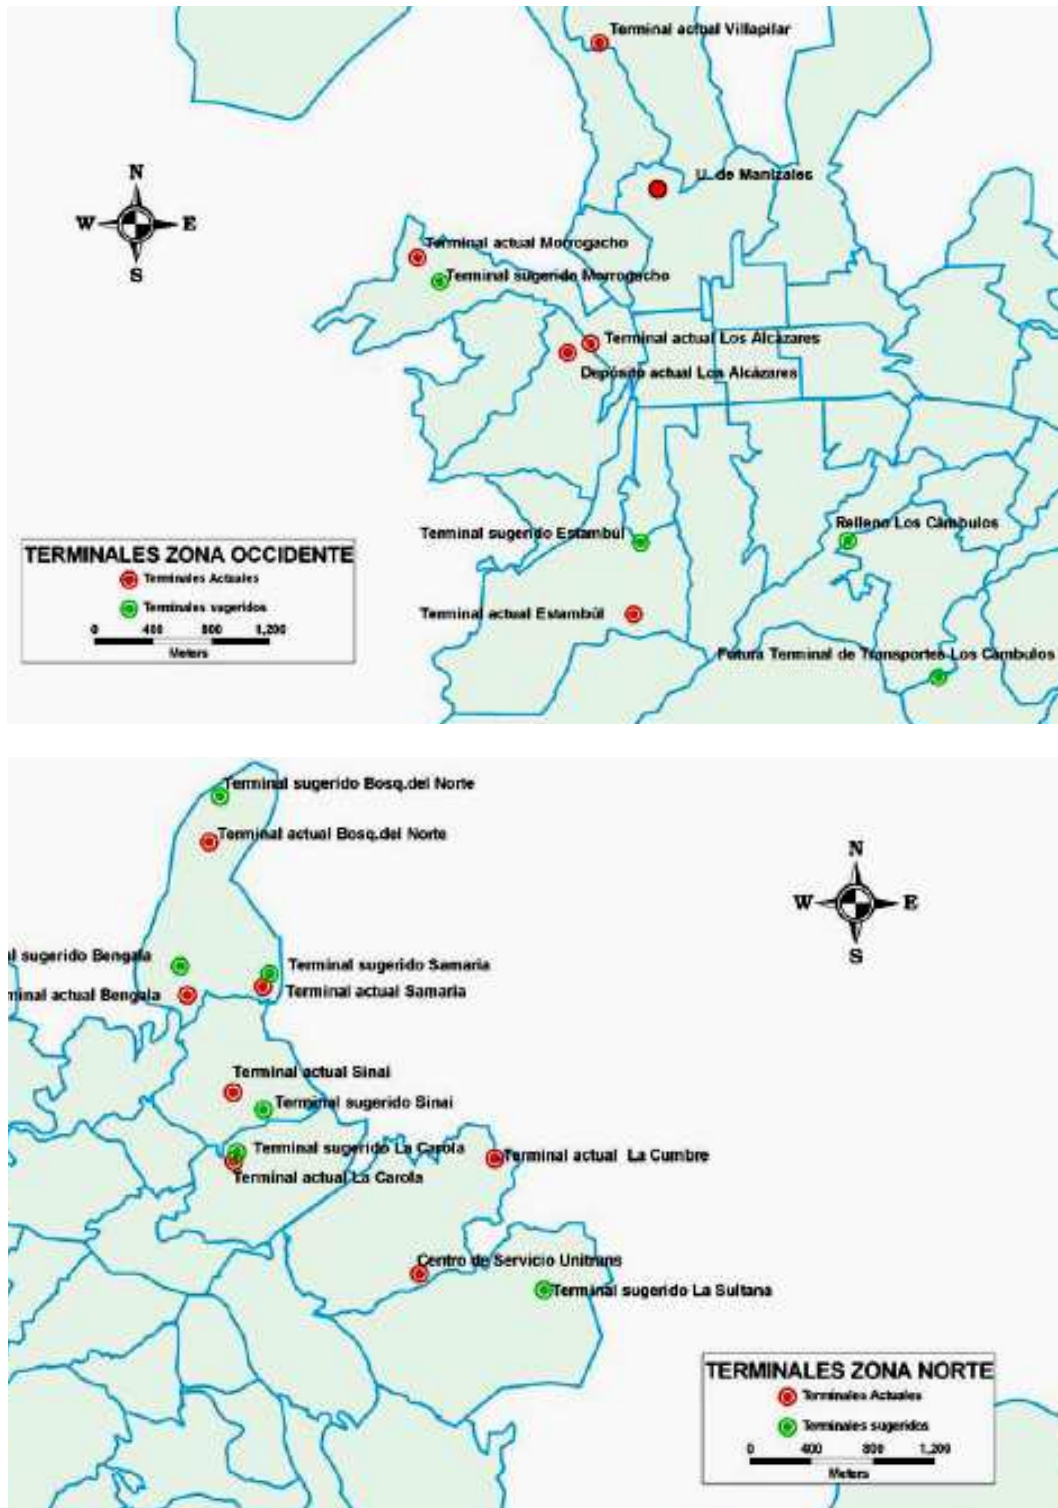 Terminal actual Villapilar
U. de Manizales
N
W E
S
Terminal actual Morrogacho
Terminal sugerido Morrogacho
Terminal actual Los Alcázares
Depósito actual Los Alcázares
Terminal sugerido Estambúl
Relleno Los Cámbulos
TERMINALES ZONA OCCIDENTE
Terminales Actuales
Terminales sugeridos
0 400 800 1,200
Meters
Terminal actual Estambúl
Futura Terminal de Transportes Los Cámbulos
Terminal sugerido Bosq.del Norte
Terminal actual Bosq.del Norte
N
W E
S
al sugerido Bengala
Terminal sugerido Samaria
minal actual Bengala
Terminal actual Samaria
Terminal actual Sinai
Terminal sugerido Sinai
Terminal sugerido La Carola
Terminal actual La Cumbre
Terminal actual La Carola
Centro de Servicio Unitrans
Terminal sugerido La Sultana
TERMINALES ZONA NORTE
Terminales Actuales
Terminales sugeridos
0 400 800 1,200
Meters